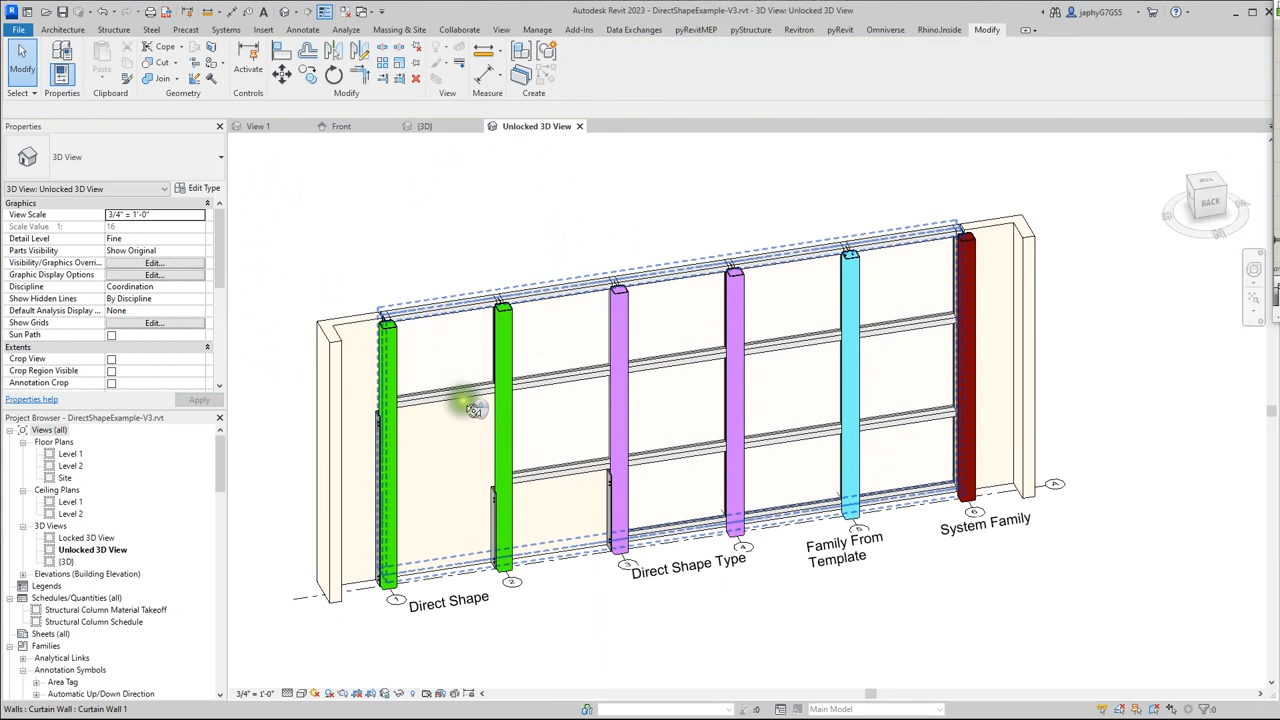 Autodesk Revit 2023 - DirectShapeExample-V3.rvt - 3D View: Unlocked 3D View
japhyG7GS5
File Architecture Structure Steel Precast Systems Insert Annotate Analyze Massing & Site Collaborate View Manage Add-Ins Data Exchanges pyRevitMEP pyStructure Revitron pyRevit Omniverse Rhino.Inside Modify
Modify
Properties
Paste
Cope
Cut
Join
Activate
Select
Properties
Clipboard
Geometry
Controls
Modify
View
Measure
Create
Properties
View 1
Front
{3D}
Unlocked 3D View
3D View
3D View: Unlocked 3D View
Edit Type
Graphics
View Scale 3/4" = 1'-0"
Scale Value 1: 16
Detail Level Fine
Parts Visibility Show Original
Visibility/Graphics Overri... Edit...
Graphic Display Options Edit...
Discipline Coordination
Show Hidden Lines By Discipline
Default Analysis Display ... None
Show Grids Edit...
Sun Path
Extents
Crop View
Crop Region Visible
Annotation Crop
Properties help
Apply
Project Browser - DirectShapeExample-V3.rvt
Views (all)
Floor Plans
Level 1
Level 2
Site
Ceiling Plans
Level 1
Level 2
3D Views
Locked 3D View
Unlocked 3D View
{3D}
Elevations (Building Elevation)
Legends
Schedules/Quantities (all)
Structural Column Material Takeoff
Structural Column Schedule
Sheets (all)
Families
Analytical Links
Annotation Symbols
Area Tag
Automatic Up/Down Direction
BACK
A
1
2
3
4
5
6
Direct Shape
Direct Shape Type
Family From
Template
System Family
3/4" = 1'-0"
Walls : Curtain Wall : Curtain Wall 1
:0
Main Model
:0